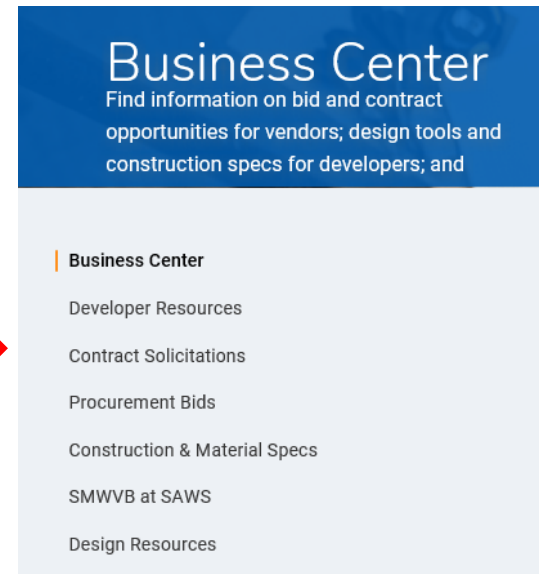 Business Center
Find information on bid and contract
opportunities for vendors; design tools and
construction specs for developers; and
Business Center
Developer Resources
Contract Solicitations
Procurement Bids
Construction & Material Specs
SMWVB at SAWS
Design Resources